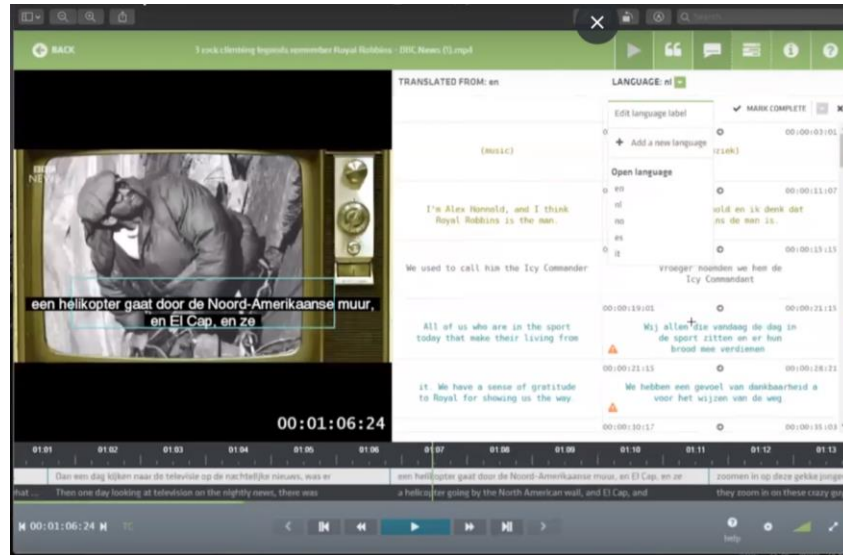 BACK
3 rock climbing legends remember Royal Robbins - BBC News (1).mp4
TRANSLATED FROM: en
LANGUAGE: nl
Edit language label
MARK COMPLETE
+ Add a new language
Open language
en
nl
no
es
it
(music)
00:00:03:01
I'm Alex Honnold, and I think
Royal Robbins is the man.
00:00:11:07
old en ik denk dat
ns de man is.
We used to call him the Icy Commander
00:00:15:15
vroeger noemden we hem de
Icy Commandant
All of us who are in the sport
today that make their living from
00:00:19:01
00:00:21:15
Wij allen die vandaag de dag in
de sport zitten en er hun
brood mee verdienen
it. We have a sense of gratitude
to Royal for showing us the way
00:00:21:15
00:00:28:21
We hebben een gevoel van dankbaarheid a
voor het wijzen van de weg
00:00:30:17
00:00:35:03
BBC
NEWS
een helikopter gaat door de Noord-Amerikaanse muur,
en El Cap, en ze
00:01:06:24
01:01
01:02
01:03
01:04
01:05
01:06
01:07
01:08
01:09
01:10
01:11
01:12
01:13
Dan een dag kijken naar de televisie op de nachtelijke nieuws, was er
een helikopter gaat door de Noord-Amerikaanse muur, en El Cap, en ze
zoomen in op deze gekke jonge
hat ...
Then one day looking at television on the nightly news, there was
a helicopter going by the North American wall, and El Cap, and
they zoom in on these crazy guy
00:01:06:24
TC
help